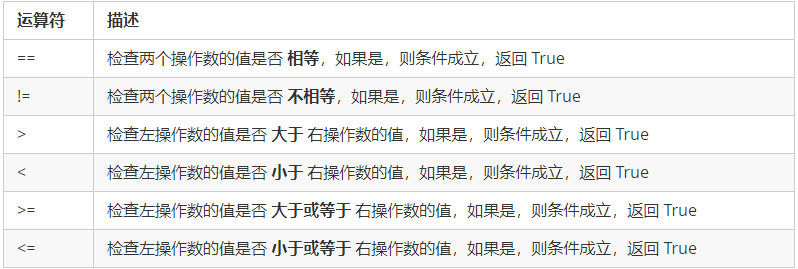 运算符 描述
== 检查两个操作数的值是否 相等，如果是，则条件成立，返回 True
!= 检查两个操作数的值是否 不相等，如果是，则条件成立，返回 True
> 检查左操作数的值是否 大于 右操作数的值，如果是，则条件成立，返回 True
< 检查左操作数的值是否 小于 右操作数的值，如果是，则条件成立，返回 True
>= 检查左操作数的值是否 大于或等于 右操作数的值，如果是，则条件成立，返回 True
<= 检查左操作数的值是否 小于或等于 右操作数的值，如果是，则条件成立，返回 True